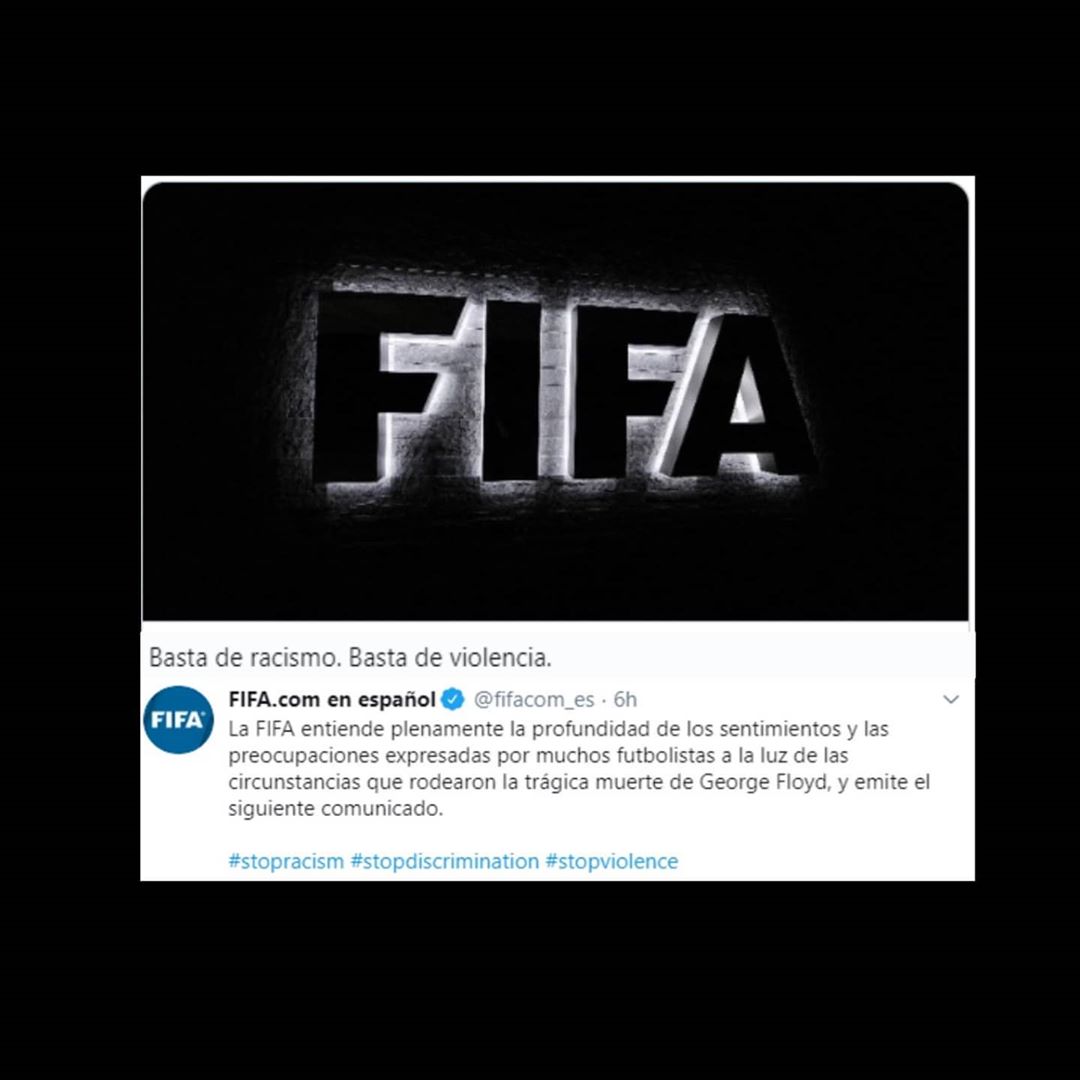 FIFA
Basta de racismo. Basta de violencia.
FIFA.com en español @fifacom_es · 6h
FIFA®
La FIFA entiende plenamente la profundidad de los sentimientos y las
preocupaciones expresadas por muchos futbolistas a la luz de las
circunstancias que rodearon la trágica muerte de George Floyd, y emite el
siguiente comunicado.
#stopracism #stopdiscrimination #stopviolence